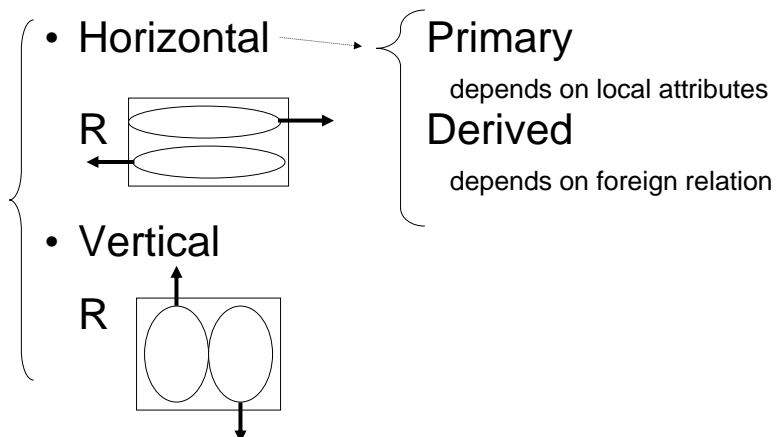 • Horizontal
Primary
depends on local attributes
R
Derived
depends on foreign relation
• Vertical
R